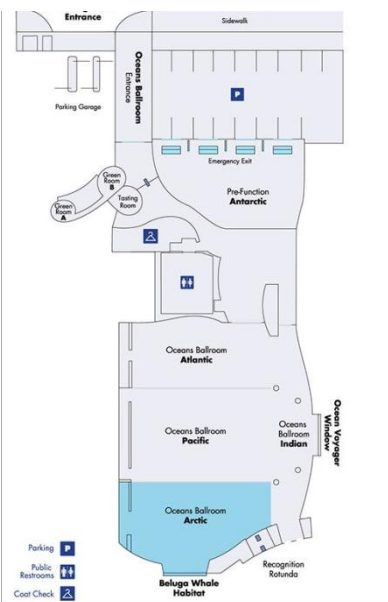 Entrance
Sidewalk
Oceans Ballroom
Entrance
P
Parking Garage
Emergency Exit
Green
Room
B
Green
Room
A
Tasting
Room
Pre-Function
Antarctic
Oceans Ballroom
Atlantic
Oceans Ballroom
Pacific
Oceans
Ballroom
Indian
Ocean Voyager
Window
Oceans Ballroom
Arctic
Parking P
Public
Restrooms
Coat Check
Beluga Whale
Habitat
Recognition
Rotunda